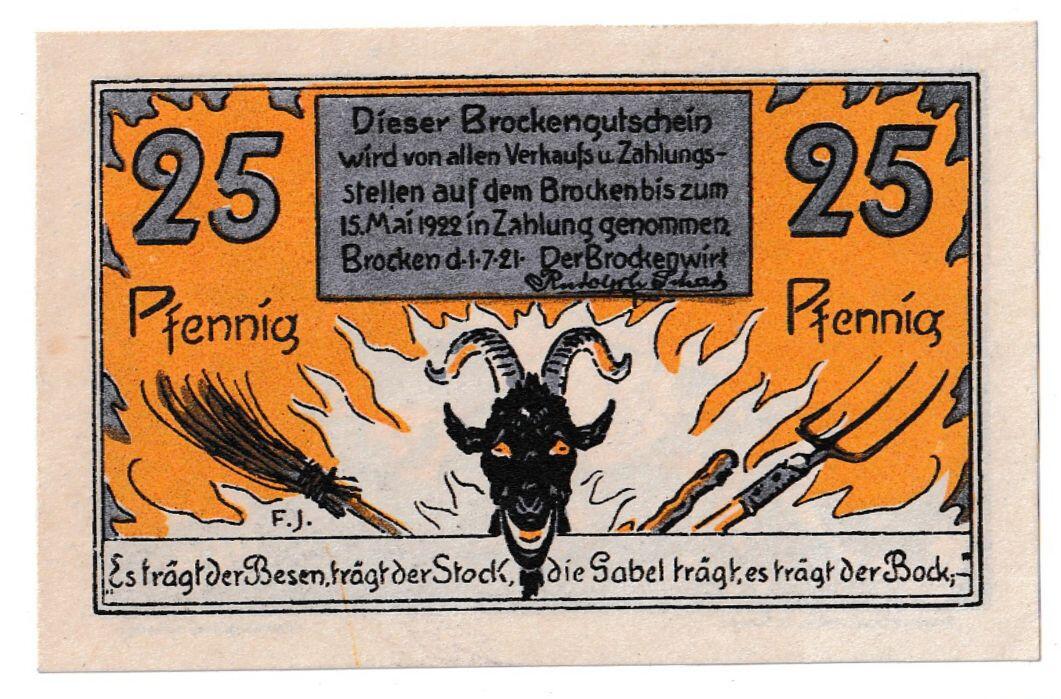 25
Dieser Brockengutschein
wird von allen Verkaufs u. Zahlungs-
stellen auf dem Brocken bis zum
15. Mai 1922 in Zahlung genommen.
Brocken d. 1·7·21· Der Brockenwirt
Rudolph Schad
25
Pfennig
Pfennig
F.J.
„Es trägt der Besen, trägt der Stock, die Gabel trägt, es trägt der Bock,-"